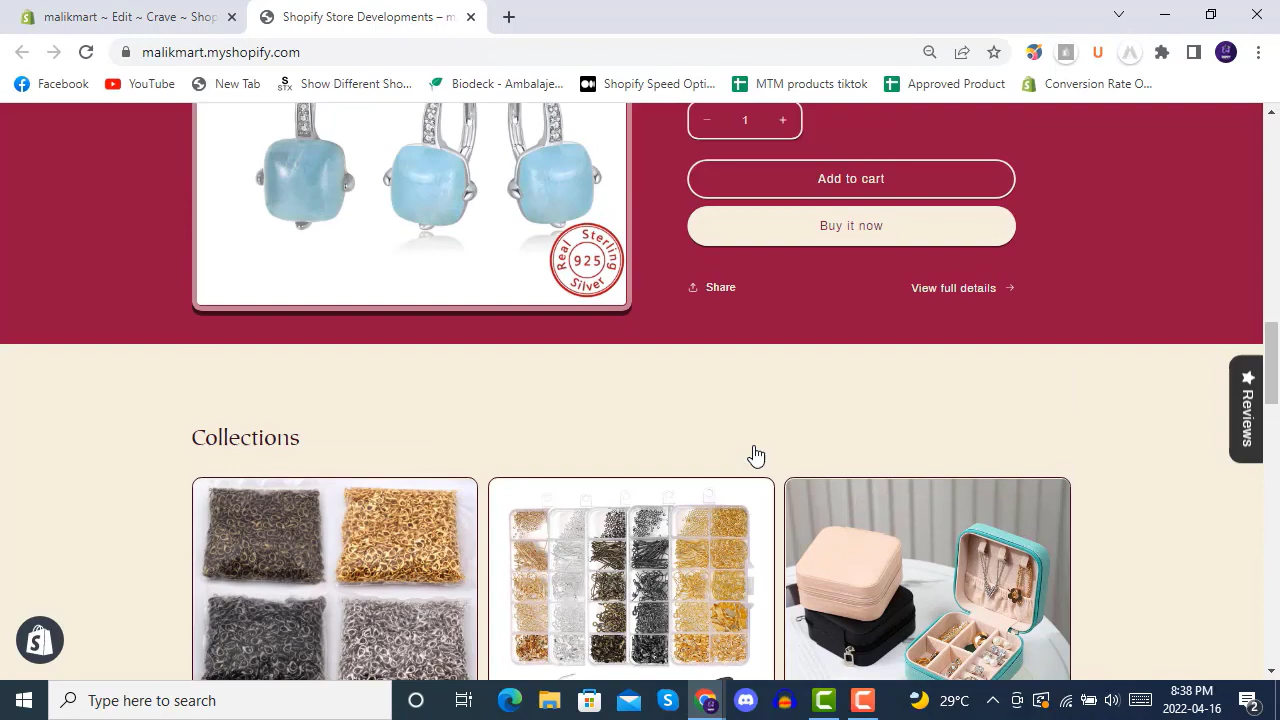 malikmart ~ Edit ~ Crave ~ Shop
Shopify Store Developments – m
malikmart.myshopify.com
U
Facebook
YouTube
New Tab
S
STX
Show Different Sho...
Biodeck - Ambalaje...
Shopify Speed Opti...
MTM products tiktok
Approved Product
Conversion Rate O...
− 1 +
Add to cart
Buy it now
Share
View full details
Real Sterling
925
Silver
Reviews
Collections
Type here to search
29°C
8:38 PM
2022-04-16
2